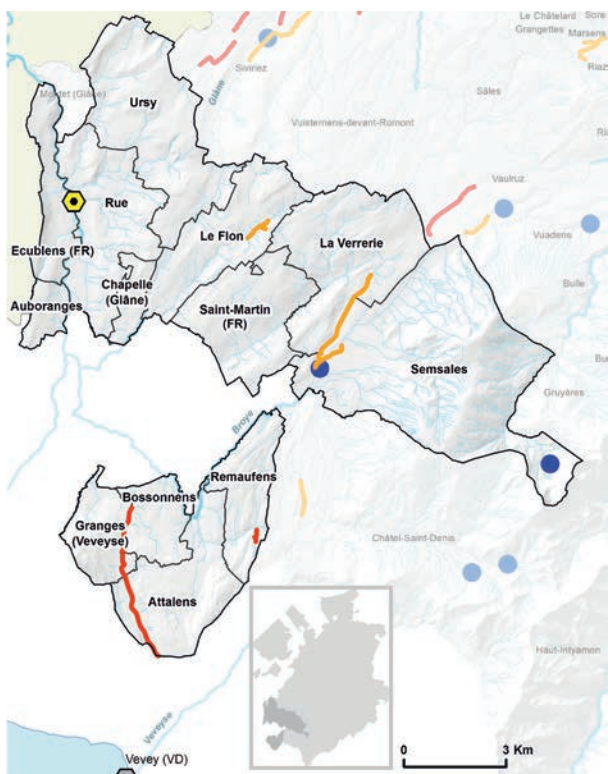 Le Châtelard
Sore
Grangettes
Marsens
Riaz
Siviriez
Glâne
Sâles
Ursy
Vuisternens-devant-Romont
Vaulruz
Rue
Le Flon
La Verrerie
Vuadens
Ecublens (FR)
Chapelle
(Glâne)
Bulle
Auboranges
Saint-Martin
(FR)
Semsales
Gruyères
Broye
Remaufens
Bossonnens
Granges
(Veveyse)
Châtel-Saint-Denis
Attalens
Haut-Intyamon
Veveyse
Vevey (VD)
0
3 Km